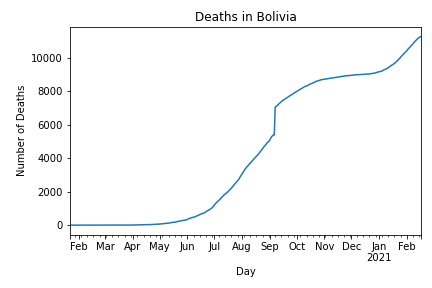 Deaths in Bolivia
Number of Deaths
10000
8000
6000
4000
2000
0
Feb Mar Apr May Jun Jul Aug Sep Oct Nov Dec Jan Feb
2021
Day